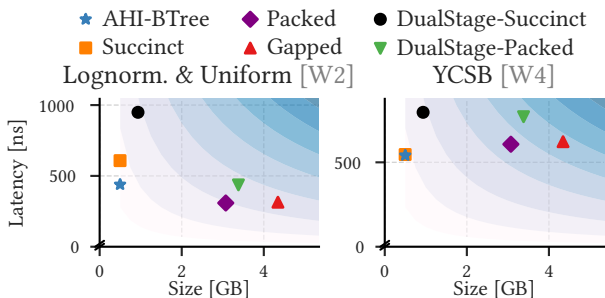 AHI-BTree Packed DualStage-Succinct
Succinct Gapped DualStage-Packed
Lognorm. & Uniform [W2] YCSB [W4]
Latency [ns]
1000
500
0
0 2 4
Size [GB]
500
0
0 2 4
Size [GB]